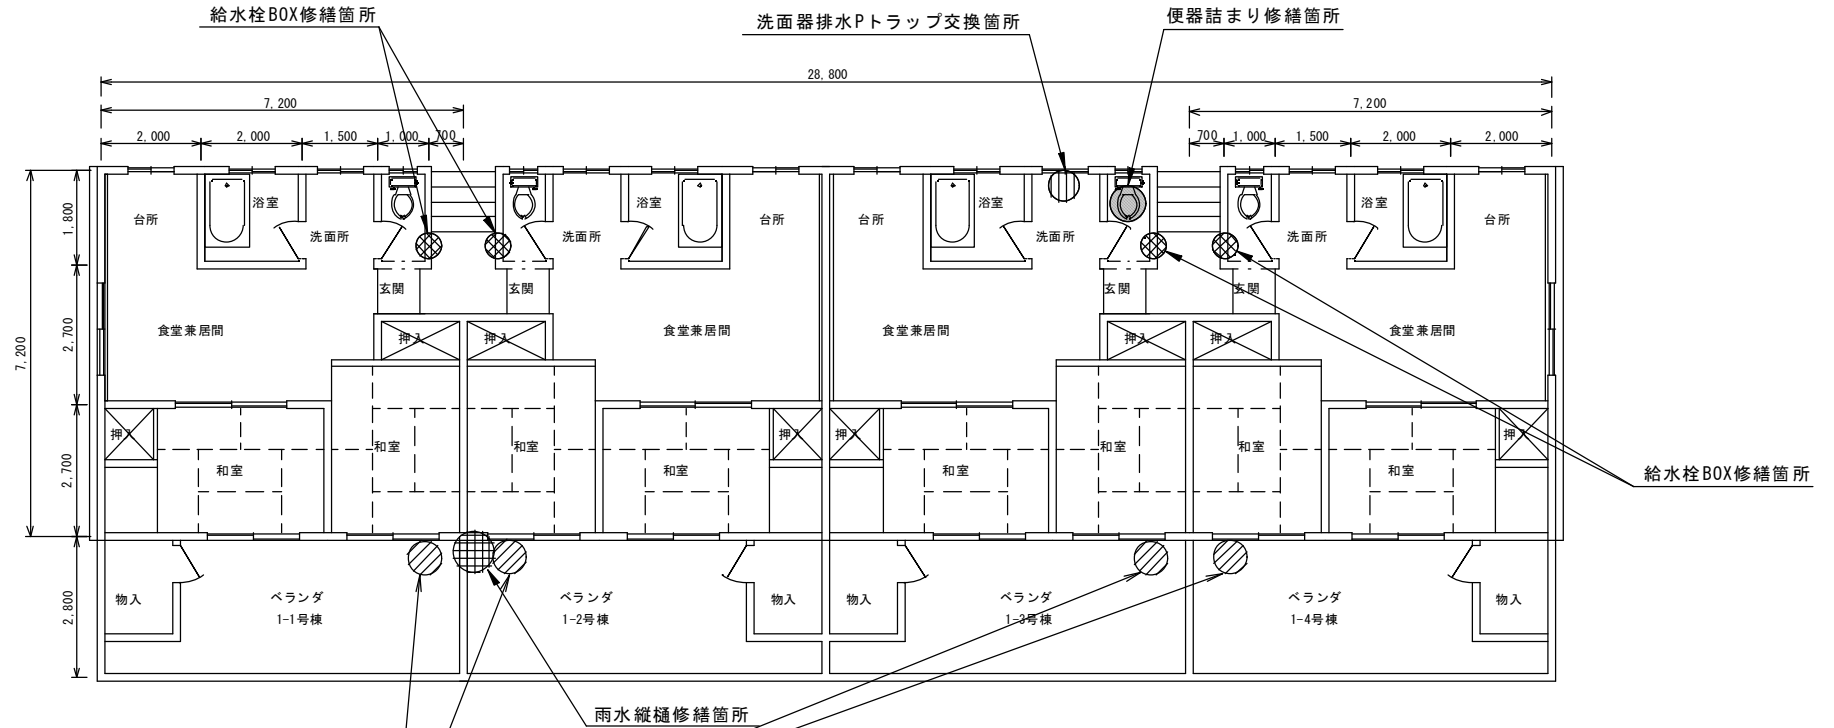 給水栓BOX修繕箇所
洗面器排水Pトラップ交換箇所
便器詰まり修繕箇所
28,800
7,200
7,200
2,000
2,000
1,500
1,000
700
700
1,000
1,500
2,000
2,000
台所
浴室
洗面所
洗面所
浴室
台所
台所
浴室
洗面所
洗面所
浴室
台所
1,800
2,700
7,200
2,700
2,800
玄関
玄関
玄関
玄関
食堂兼居間
押入
押入
食堂兼居間
食堂兼居間
押入
押入
食堂兼居間
押入
和室
和室
和室
和室
押入
押入
和室
和室
和室
和室
押入
給水栓BOX修繕箇所
物入
ベランダ
1-1号棟
ベランダ
1-2号棟
物入
物入
ベランダ
1-3号棟
ベランダ
1-4号棟
物入
雨水縦樋修繕箇所